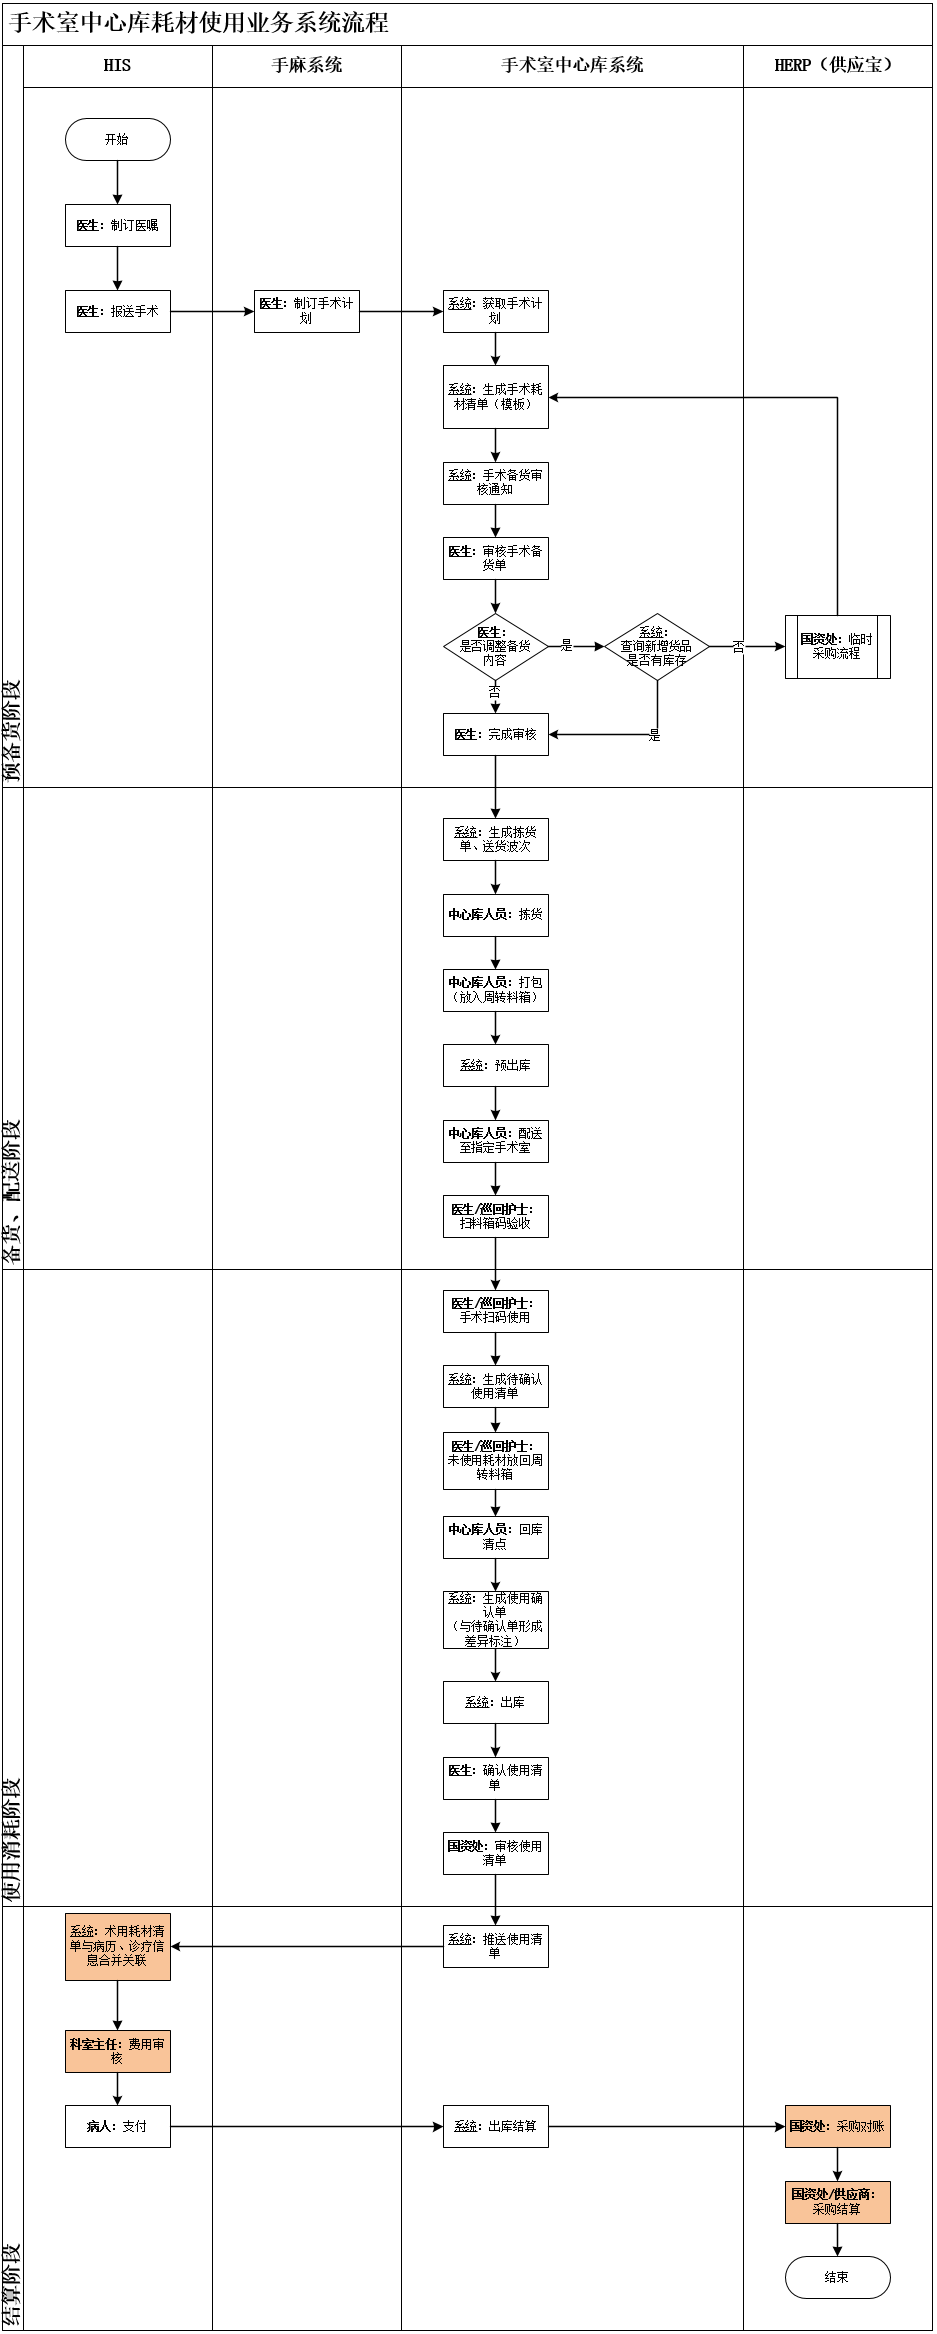 手术室中心库耗材使用业务系统流程
HIS
手麻系统
手术室中心库系统
HERP（供应宝）
预备货阶段
开始
医生：制订医嘱
医生：报送手术
医生：制订手术计
划
系统：获取手术计
划
系统：生成手术耗
材清单（模板）
系统：手术备货审
核通知
医生：审核手术备
货单
医生：
是否调整备货
内容
是
系统：
查询新增货品
是否有库存
否
国资处：临时
采购流程
否
医生：完成审核
是
备货、配送阶段
系统：生成拣货
单、送货波次
中心库人员：拣货
中心库人员：打包
（放入周转料箱）
系统：预出库
中心库人员：配送
至指定手术室
医生/巡回护士：
扫料箱码验收
使用消耗阶段
医生/巡回护士：
手术扫码使用
系统：生成待确认
使用清单
医生/巡回护士：
未使用耗材放回周
转料箱
中心库人员：回库
清点
系统：生成使用确
认单
（与待确认单形成
差异标注）
系统：出库
医生：确认使用清
单
国资处：审核使用
清单
结算阶段
系统：推送使用清
单
系统：术用耗材清
单与病历、诊疗信
息合并关联
科室主任：费用审
核
病人：支付
系统：出库结算
国资处：采购对账
国资处/供应商：
采购结算
结束